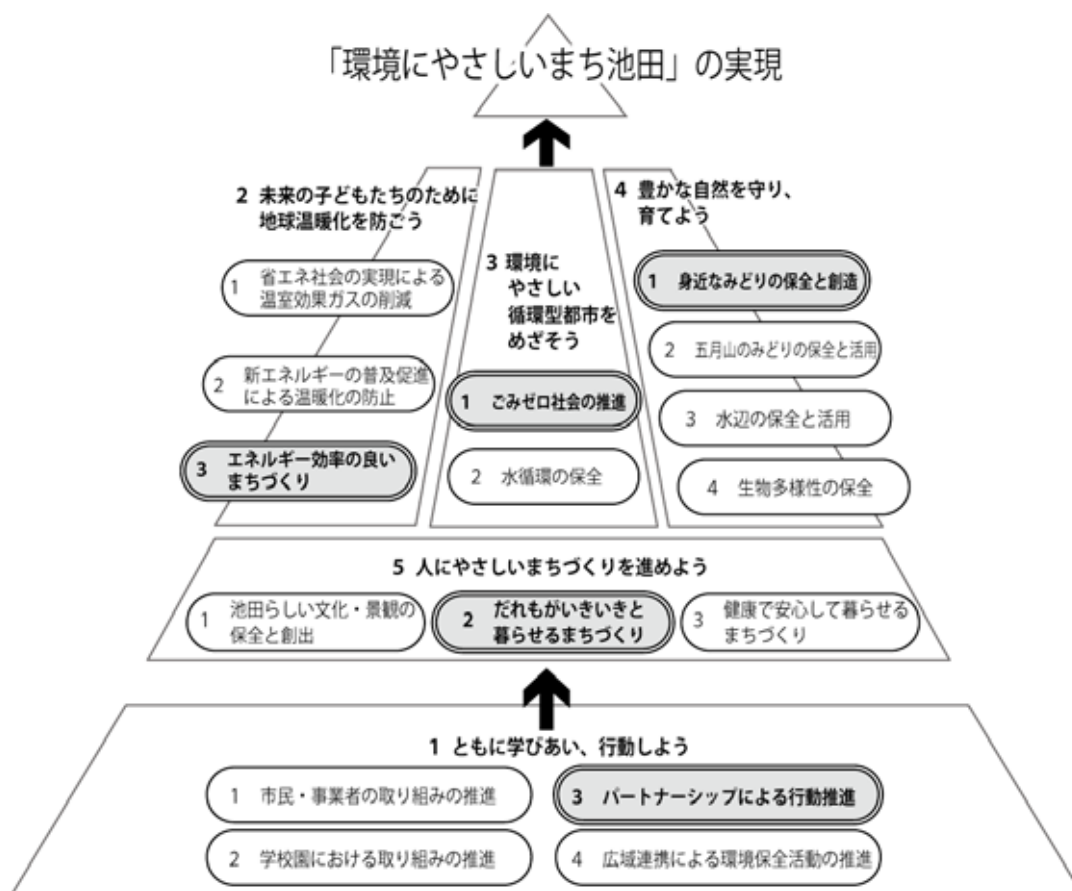 「環境にやさしいまち池田」の実現
2 未来の子どもたちのために
地球温暖化を防ごう
1 省エネ社会の実現による
温室効果ガスの削減
2 新エネルギーの普及促進
による温暖化の防止
3 エネルギー効率の良い
まちづくり
3 環境に
やさしい
循環型都市を
めざそう
1 ごみゼロ社会の推進
2 水循環の保全
4 豊かな自然を守り、
育てよう
1 身近なみどりの保全と創造
2 五月山のみどりの保全と活用
3 水辺の保全と活用
4 生物多様性の保全
5 人にやさしいまちづくりを進めよう
1 池田らしい文化・景観の
保全と創出
2 だれもがいきいきと
暮らせるまちづくり
3 健康で安心して暮らせる
まちづくり
1 ともに学びあい、行動しよう
1 市民・事業者の取り組みの推進
2 学校園における取り組みの推進
3 パートナーシップによる行動推進
4 広域連携による環境保全活動の推進